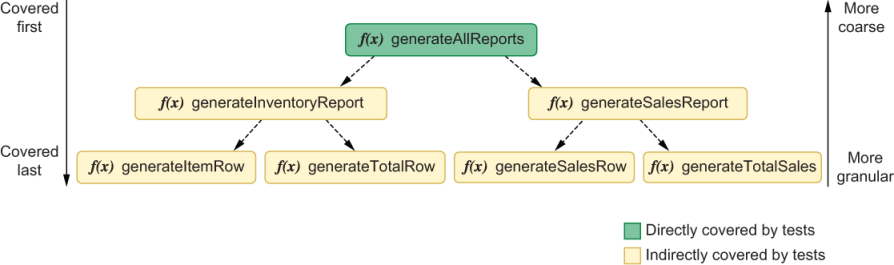 Covered
first
More
coarse
f(x) generateAllReports
f(x) generateInventoryReport
f(x) generateSalesReport
Covered
last
f(x) generateItemRow
f(x) generateTotalRow
f(x) generateSalesRow
f(x) generateTotalSales
More
granular
Directly covered by tests
Indirectly covered by tests